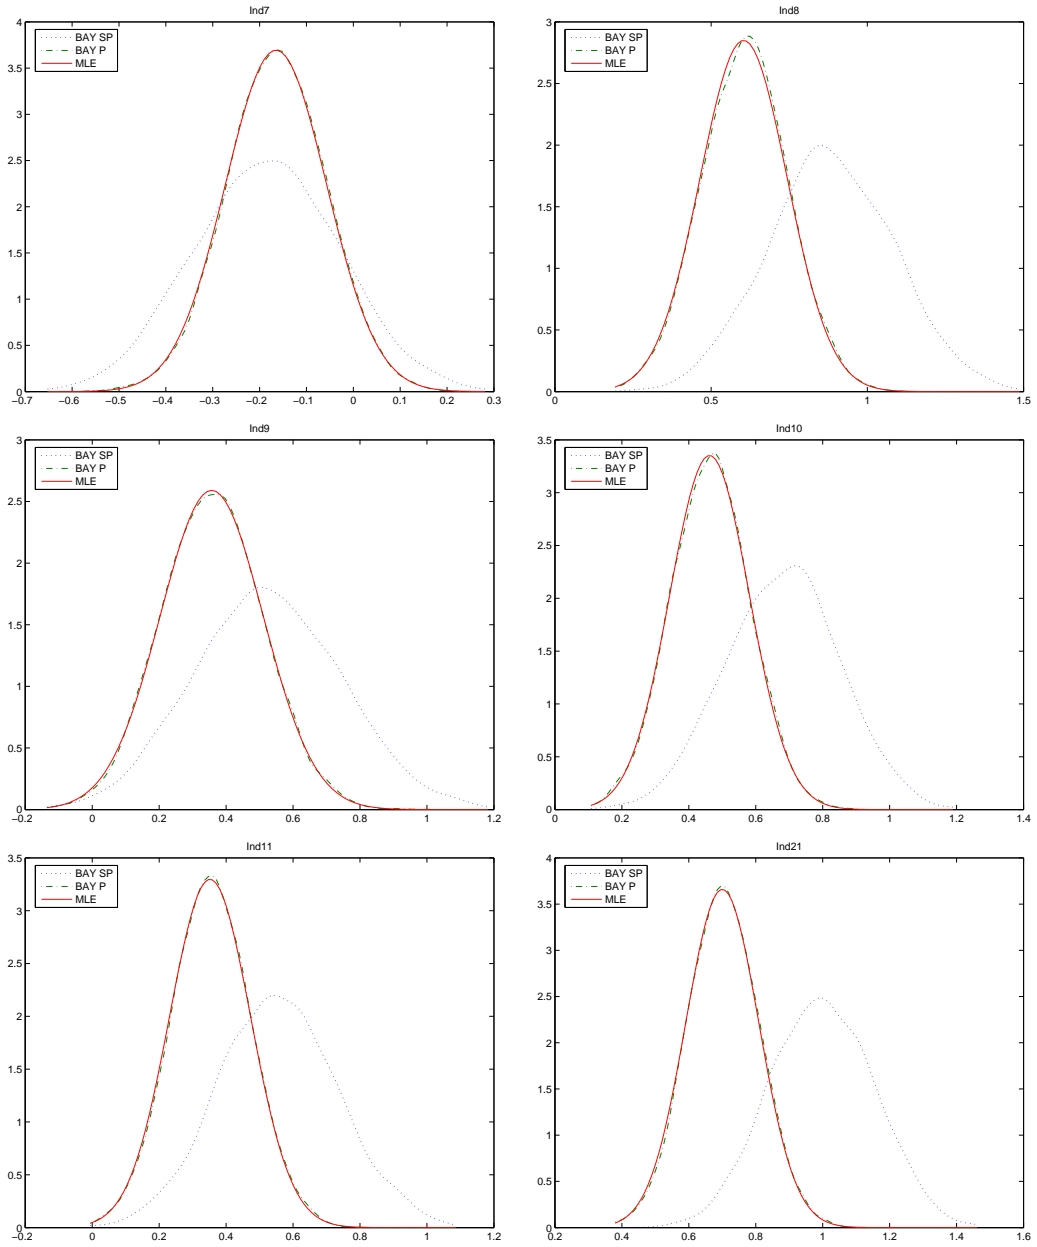 Ind7
4
3.5
3
2.5
2
1.5
1
0.5
0
BAY SP
BAY P
MLE
−0.7 −0.6 −0.5 −0.4 −0.3 −0.2 −0.1 0 0.1 0.2 0.3
Ind8
3
2.5
2
1.5
1
0.5
0
BAY SP
BAY P
MLE
0 0.5 1 1.5
Ind9
3
2.5
2
1.5
1
0.5
0
BAY SP
BAY P
MLE
−0.2 0 0.2 0.4 0.6 0.8 1 1.2
Ind10
3.5
3
2.5
2
1.5
1
0.5
0
BAY SP
BAY P
MLE
0 0.2 0.4 0.6 0.8 1 1.2 1.4
Ind11
3.5
3
2.5
2
1.5
1
0.5
0
BAY SP
BAY P
MLE
−0.2 0 0.2 0.4 0.6 0.8 1 1.2
Ind21
4
3.5
3
2.5
2
1.5
1
0.5
0
BAY SP
BAY P
MLE
0.2 0.4 0.6 0.8 1 1.2 1.4 1.6